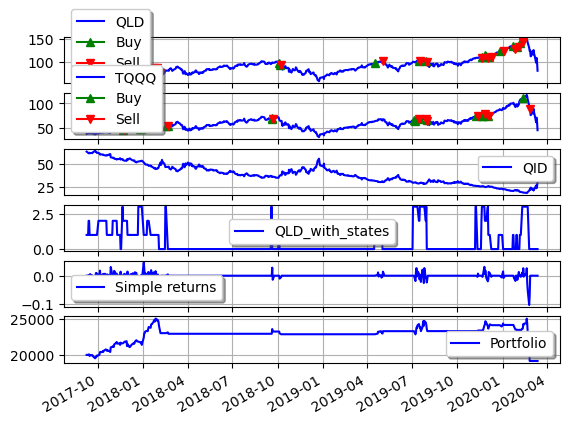 QLD
Buy
Sell
150
100
TQQQ
Buy
Sell
100
50
QID
50
25
QLD_with_states
2.5
0.0
Simple returns
0.0
−0.1
Portfolio
25000
20000
2017-10
2018-01
2018-04
2018-07
2018-10
2019-01
2019-04
2019-07
2019-10
2020-01
2020-04